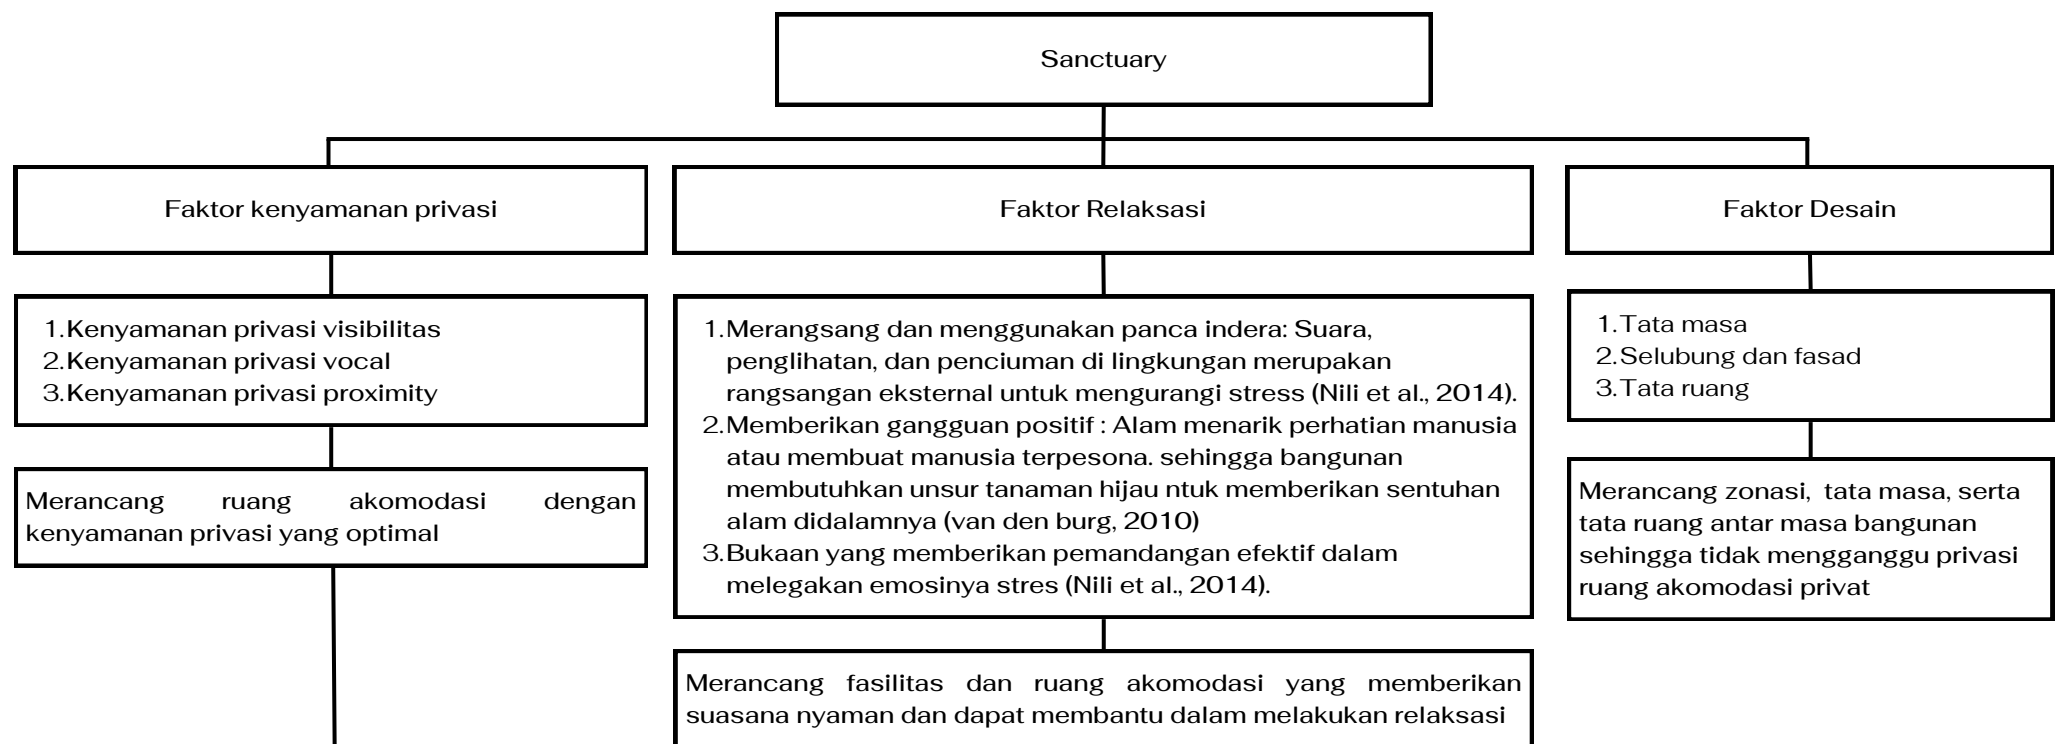 Sanctuary
Faktor kenyamanan privasi
Faktor Relaksasi
Faktor Desain
1.Kenyamanan privasi visibilitas
2.Kenyamanan privasi vocal
3.Kenyamanan privasi proximity
1.Merangsang dan menggunakan panca indera: Suara,
penglihatan, dan penciuman di lingkungan merupakan
rangsangan eksternal untuk mengurangi stress (Nili et al., 2014).
2.Memberikan gangguan positif : Alam menarik perhatian manusia
atau membuat manusia terpesona. sehingga bangunan
membutuhkan unsur tanaman hijau ntuk memberikan sentuhan
alam didalamnya (van den burg, 2010)
3.Bukaan yang memberikan pemandangan efektif dalam
melegakan emosinya stres (Nili et al., 2014).
1.Tata masa
2.Selubung dan fasad
3.Tata ruang
Merancang ruang akomodasi dengan
kenyamanan privasi yang optimal
Merancang zonasi, tata masa, serta
tata ruang antar masa bangunan
sehingga tidak mengganggu privasi
ruang akomodasi privat
Merancang fasilitas dan ruang akomodasi yang memberikan
suasana nyaman dan dapat membantu dalam melakukan relaksasi